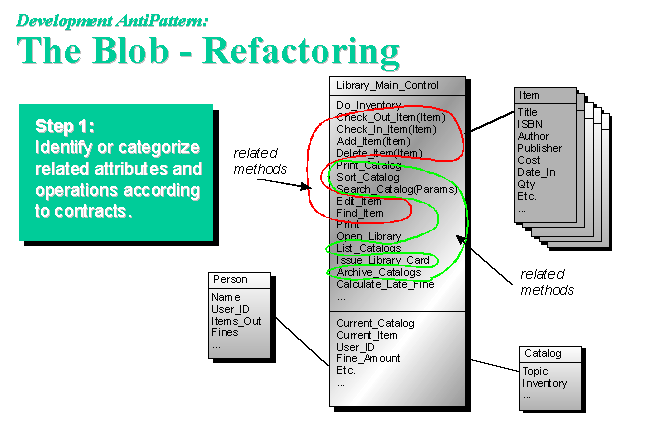 Development AntiPattern:
The Blob - Refactoring
Step 1:
Identify or categorize
related attributes and
operations according
to contracts.
related
methods
Library_Main_Control
Do_Inventory
Check_Out_Item(Item)
Check_In_Item(Item)
Add_Item(Item)
Delete_Item(Item)
Print_Catalog
Sort_Catalog
Search_Catalog(Params)
Edit_Item
Find_Item
Print
Open_Library
List_Catalogs
Issue_Library_Card
Archive_Catalogs
Calculate_Late_Fine
...
Current_Catalog
Current_Item
User_ID
Fine_Amount
Etc.
...
Item
Title
ISBN
Author
Publisher
Cost
Date_In
Qty
Etc.
...
related
methods
Person
Name
User_ID
Items_Out
Fines
...
Catalog
Topic
Inventory
...